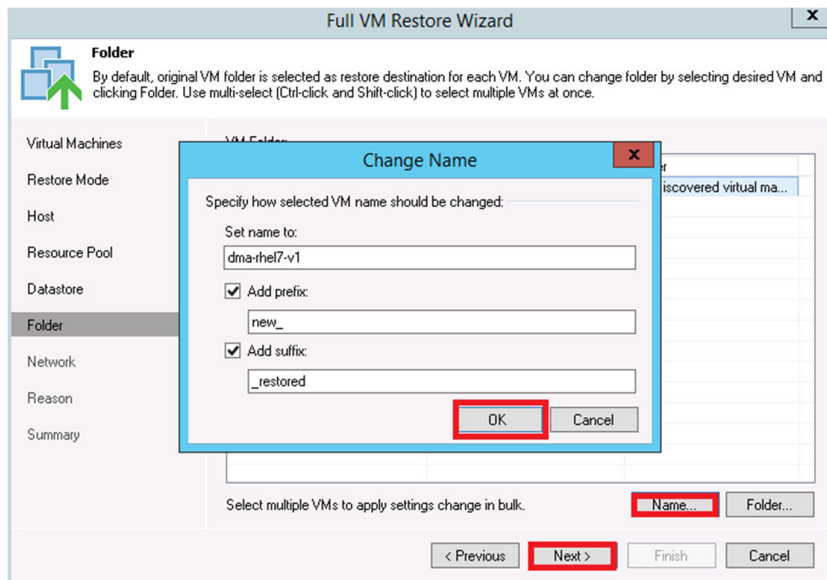 Full VM Restore Wizard
x
Folder
By default, original VM folder is selected as restore destination for each VM. You can change folder by selecting desired VM and
clicking Folder. Use multi-select (Ctrl-click and Shift-click) to select multiple VMs at once.
Virtual Machines
Restore Mode
Host
Resource Pool
Datastore
Folder
Network
Reason
Summary
VM Folder:
iscovered virtual ma...
Change Name
x
Specify how selected VM name should be changed:
Set name to:
dma-rhel7-v1
Add prefix:
new_
Add suffix:
_restored
OK
Cancel
Select multiple VMs to apply settings change in bulk.
Name...
Folder...
< Previous
Next >
Finish
Cancel